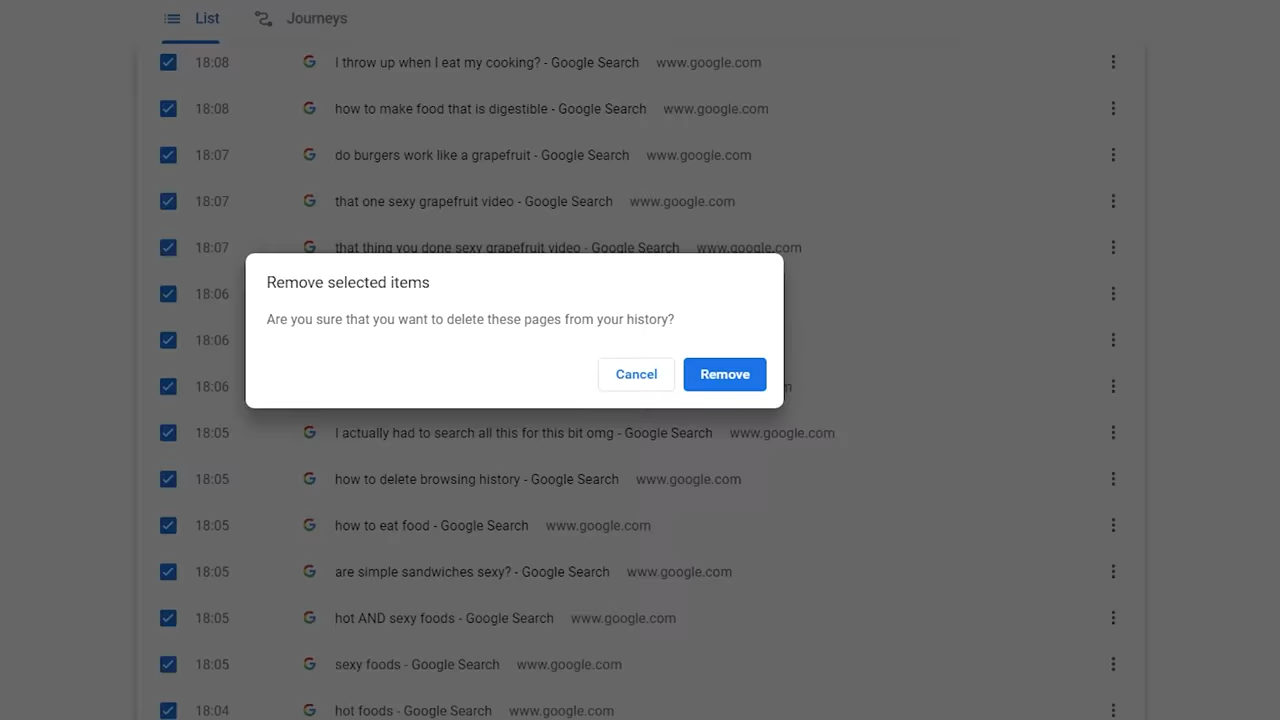 List Journeys
18:08 I throw up when I eat my cooking? - Google Search www.google.com
18:08 how to make food that is digestible - Google Search www.google.com
18:07 do burgers work like a grapefruit - Google Search www.google.com
18:07 that one sexy grapefruit video - Google Search www.google.com
18:07 that thing you done sexy grapefruit video - Google Search www.google.com
Remove selected items
18:06
Are you sure that you want to delete these pages from your history?
18:06
Cancel Remove
18:06
18:05 I actually had to search all this for this bit omg - Google Search www.google.com
18:05 how to delete browsing history - Google Search www.google.com
18:05 how to eat food - Google Search www.google.com
18:05 are simple sandwiches sexy? - Google Search www.google.com
18:05 hot AND sexy foods - Google Search www.google.com
18:05 sexy foods - Google Search www.google.com
18:04 hot foods - Google Search www.google.com